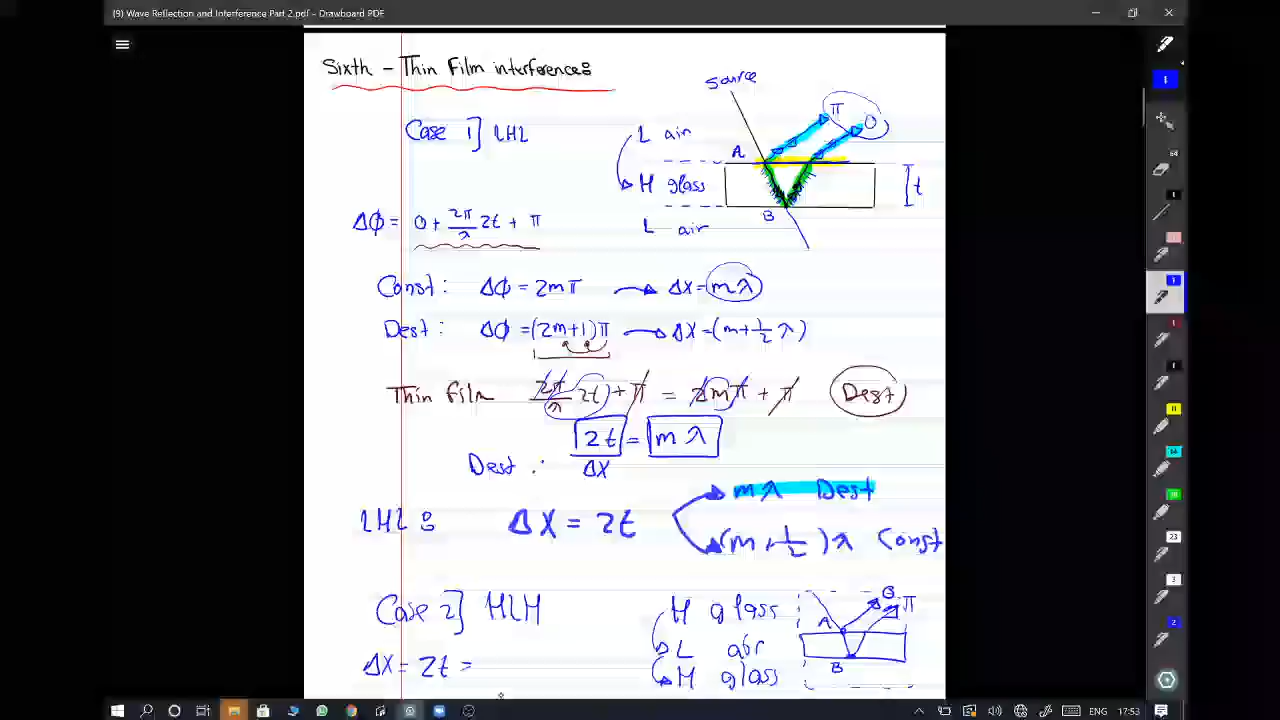 (9) Wave Reflection and Interference Part 2.pdf - Drawboard PDF
Sixth - Thin Film interference:
Source
π 0
Case 1] LHL
L air
A
H glass
t
B
L air
Δφ = 0 + 2π/λ 2t + π
Const: Δφ = 2mπ → Δx = mλ
Dest: Δφ = (2m+1)π → Δx = (m+1/2 λ)
Thin film 2π/λ 2t + π = 2mπ + π Dest
2t = mλ
Dest : Δx
mλ Dest
LHL : Δx = 2t
(m+1/2)λ Const
Case 2] HLH
H glass
A π
L air
B
H glass
Δx = 2t =
ENG 17:53